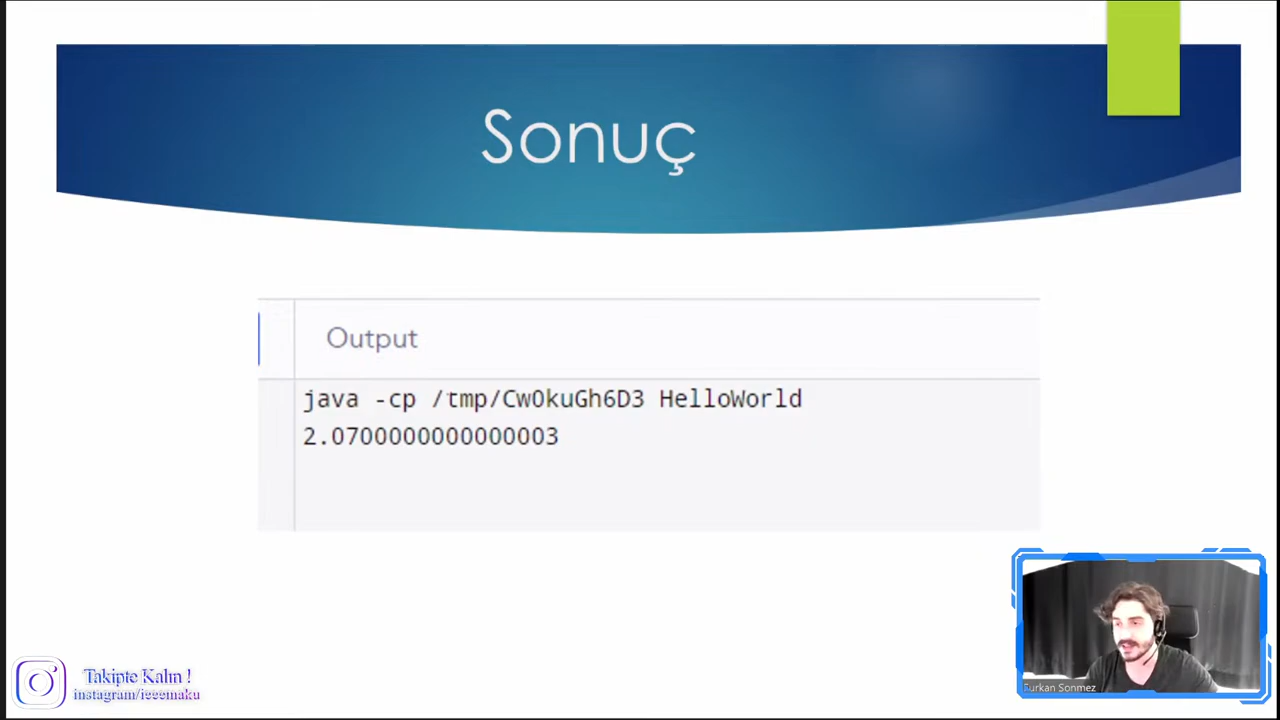 Sonuç
Output
java -cp /tmp/Cw0kuGh6D3 HelloWorld
2.0700000000000003
Takipte Kalın !
instagram/ieeemaku
Furkan Sonmez